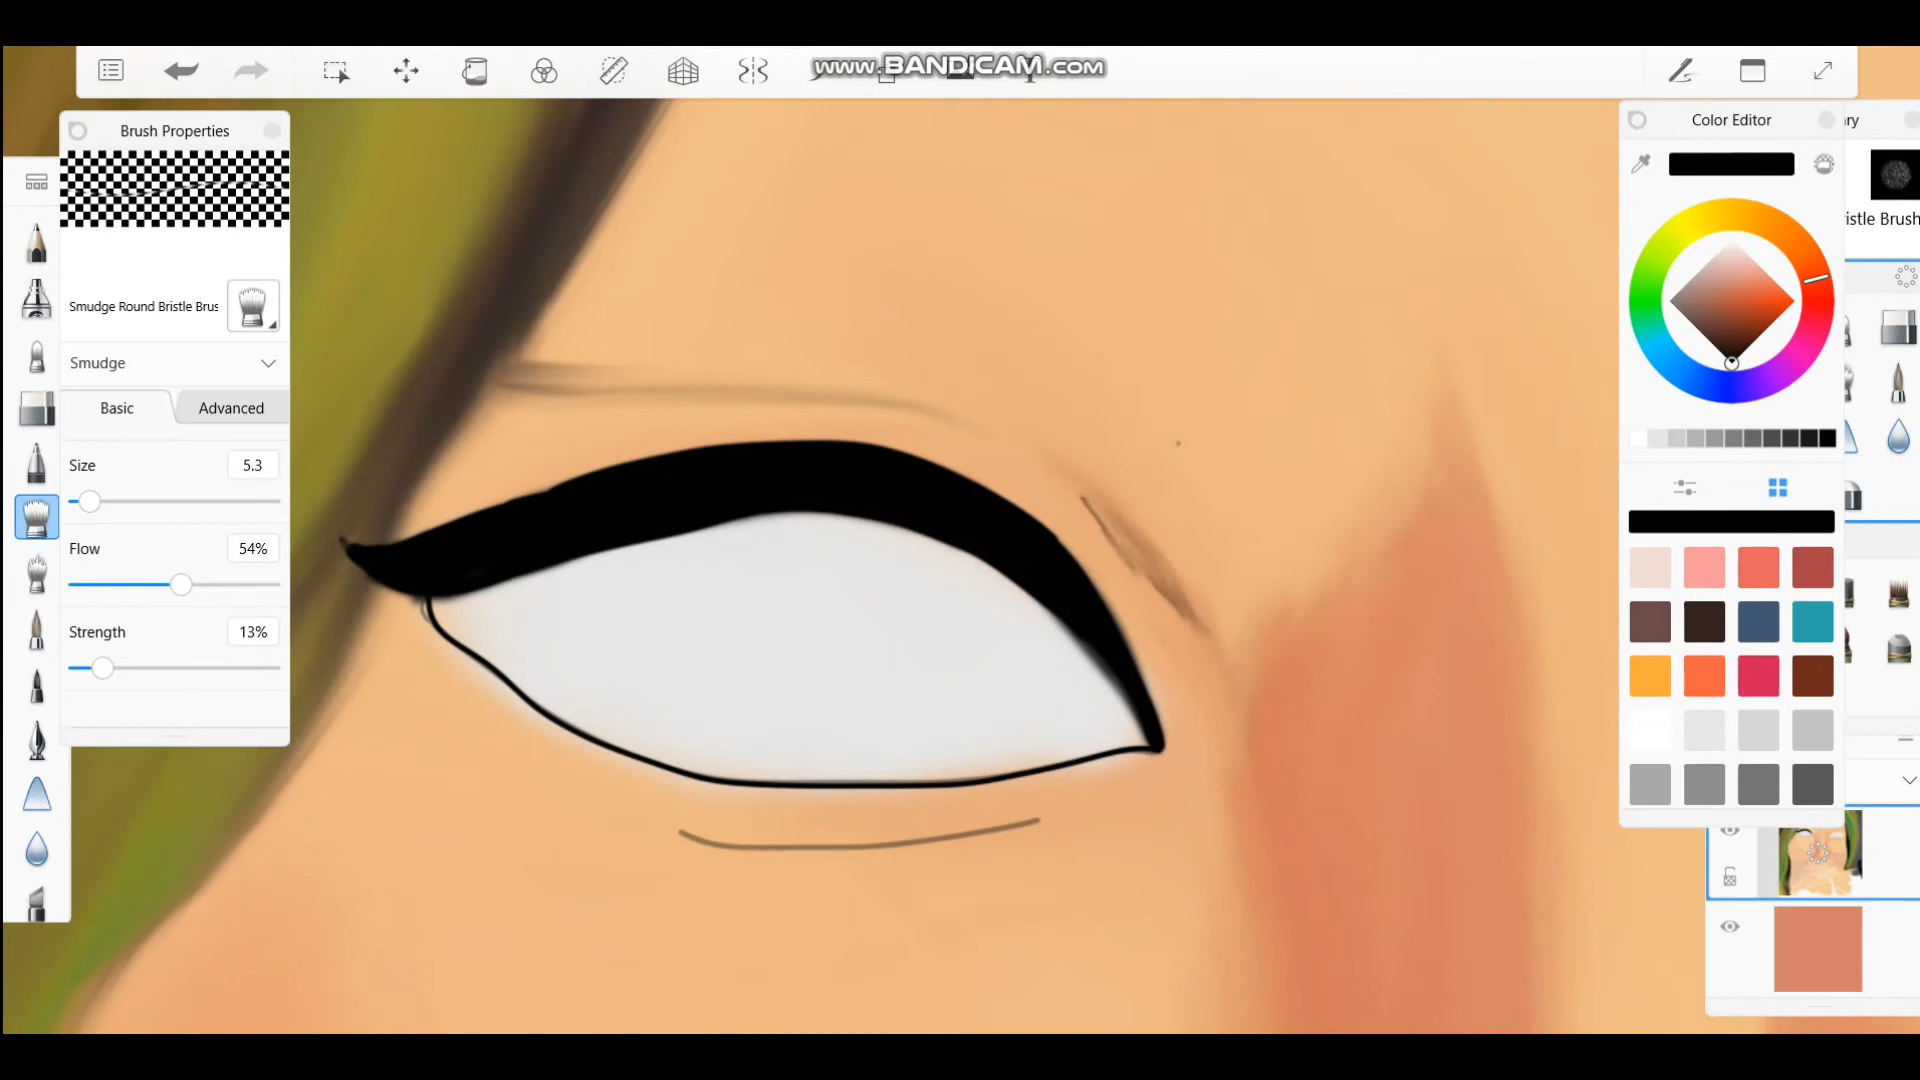 www.BANDICAM.com
Brush Properties
Smudge Round Bristle Brus
Smudge
Basic
Advanced
Size
5.3
Flow
54%
Strength
13%
Color Editor
ry
istle Brush